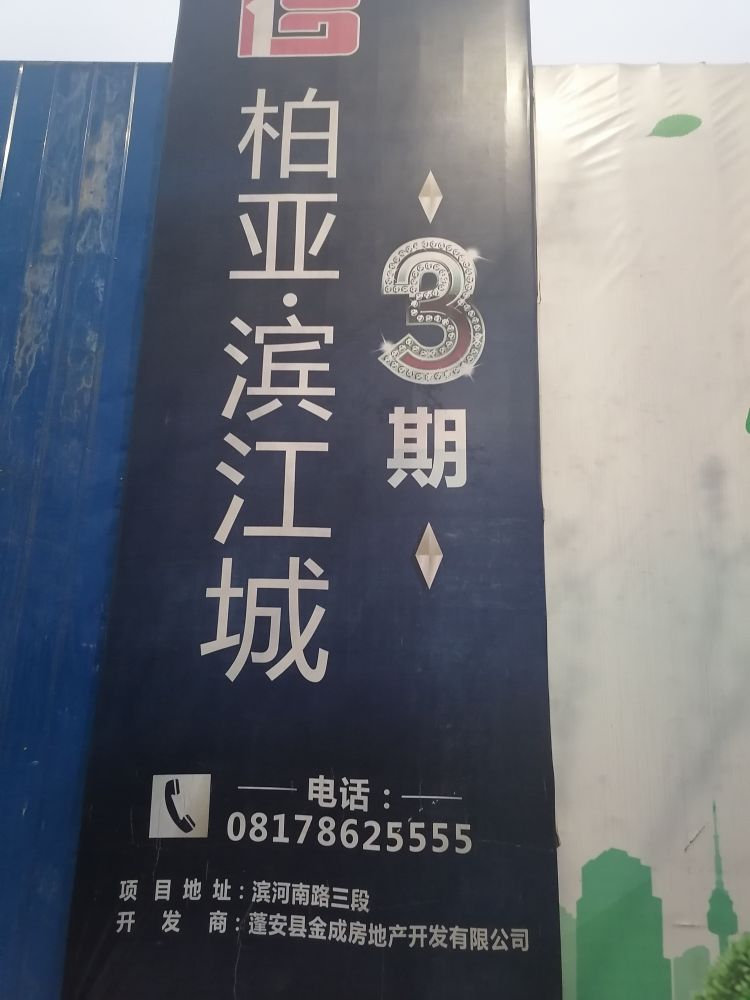 柏亚·滨江城
3期
电话：
08178625555
项目地址：滨河南路三段
开发商：蓬安县金成房地产开发有限公司